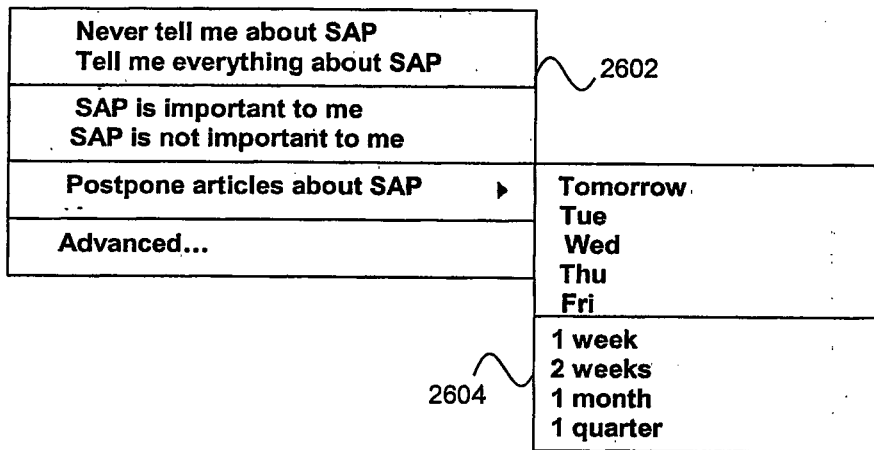 Never tell me about SAP
Tell me everything about SAP
2602
SAP is important to me
SAP is not important to me
Postpone articles about SAP
Advanced...
Tomorrow
Tue
Wed
Thu
Fri
1 week
2 weeks
1 month
1 quarter
2604